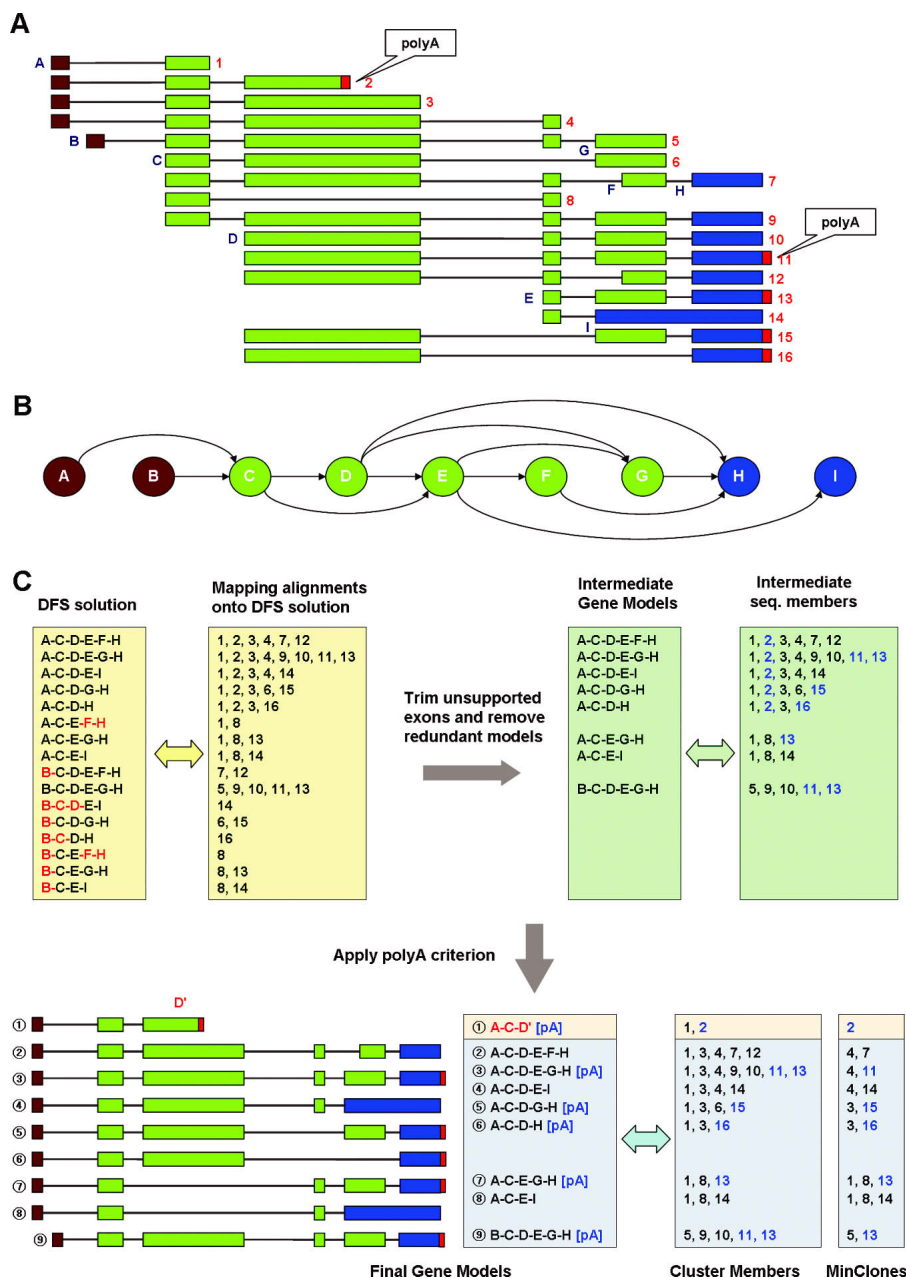 A
polyA
A 1
2
3
4
B 5
G
C 6
F H 7
8
9
polyA
D 10
11
12
E 13
14
I
15
16
B
A B C D E F G H I
C
DFS solution
Mapping alignments
onto DFS solution
Intermediate
Gene Models
Intermediate
seq. members
A-C-D-E-F-H 1, 2, 3, 4, 7, 12
A-C-D-E-G-H 1, 2, 3, 4, 9, 10, 11, 13
A-C-D-E-I 1, 2, 3, 4, 14
A-C-D-G-H 1, 2, 3, 6, 15
A-C-D-H 1, 2, 3, 16
A-C-E-F-H 1, 8
A-C-E-G-H 1, 8, 13
A-C-E-I 1, 8, 14
B-C-D-E-F-H 7, 12
B-C-D-E-G-H 5, 9, 10, 11, 13
B-C-D-E-I 14
B-C-D-G-H 6, 15
B-C-D-H 16
B-C-E-F-H 8
B-C-E-G-H 8, 13
B-C-E-I 8, 14
Trim unsupported
exons and remove
redundant models
A-C-D-E-F-H 1, 2, 3, 4, 7, 12
A-C-D-E-G-H 1, 2, 3, 4, 9, 10, 11, 13
A-C-D-E-I 1, 2, 3, 4, 14
A-C-D-G-H 1, 2, 3, 6, 15
A-C-D-H 1, 2, 3, 16
A-C-E-G-H 1, 8, 13
A-C-E-I 1, 8, 14
B-C-D-E-G-H 5, 9, 10, 11, 13
Apply polyA criterion
D'
①
②
③
④
⑤
⑥
⑦
⑧
⑨
① A-C-D' [pA] 1, 2 2
② A-C-D-E-F-H 1, 3, 4, 7, 12 4, 7
③ A-C-D-E-G-H [pA] 1, 3, 4, 9, 10, 11, 13 4, 11
④ A-C-D-E-I 1, 3, 4, 14 4, 14
⑤ A-C-D-G-H [pA] 1, 3, 6, 15 3, 15
⑥ A-C-D-H [pA] 1, 3, 16 3, 16
⑦ A-C-E-G-H [pA] 1, 8, 13 1, 8, 13
⑧ A-C-E-I 1, 8, 14 1, 8, 14
⑨ B-C-D-E-G-H [pA] 5, 9, 10, 11, 13 5, 13
Final Gene Models Cluster Members MinClones